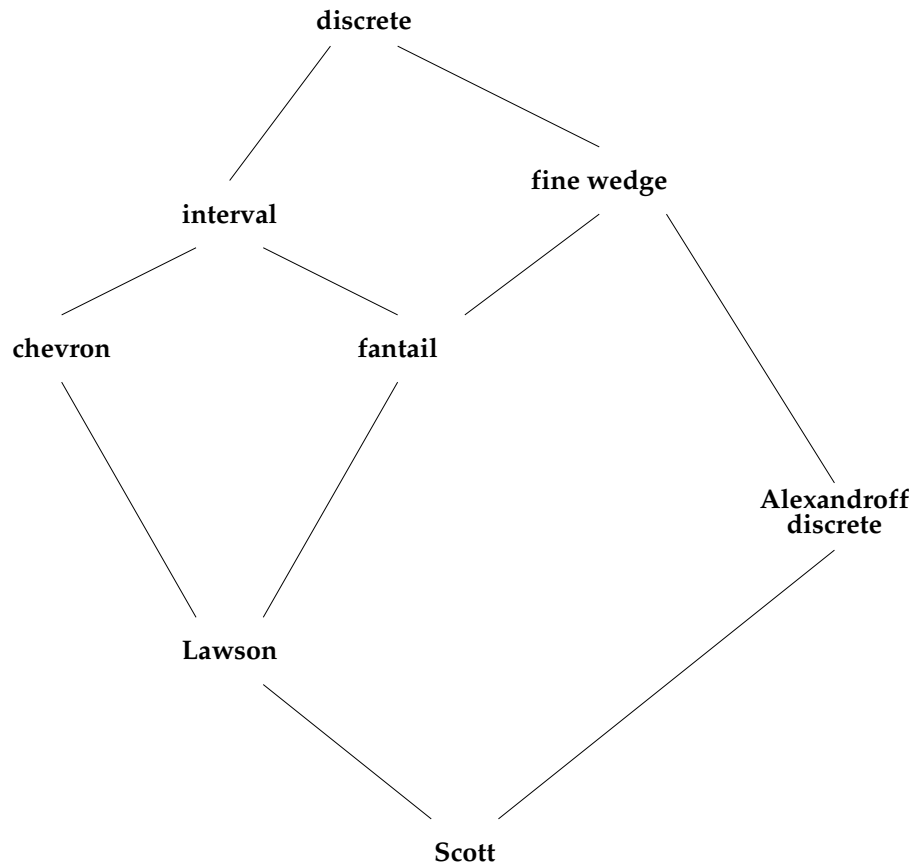 discrete
fine wedge
interval
chevron
fantail
Alexandroff
discrete
Lawson
Scott